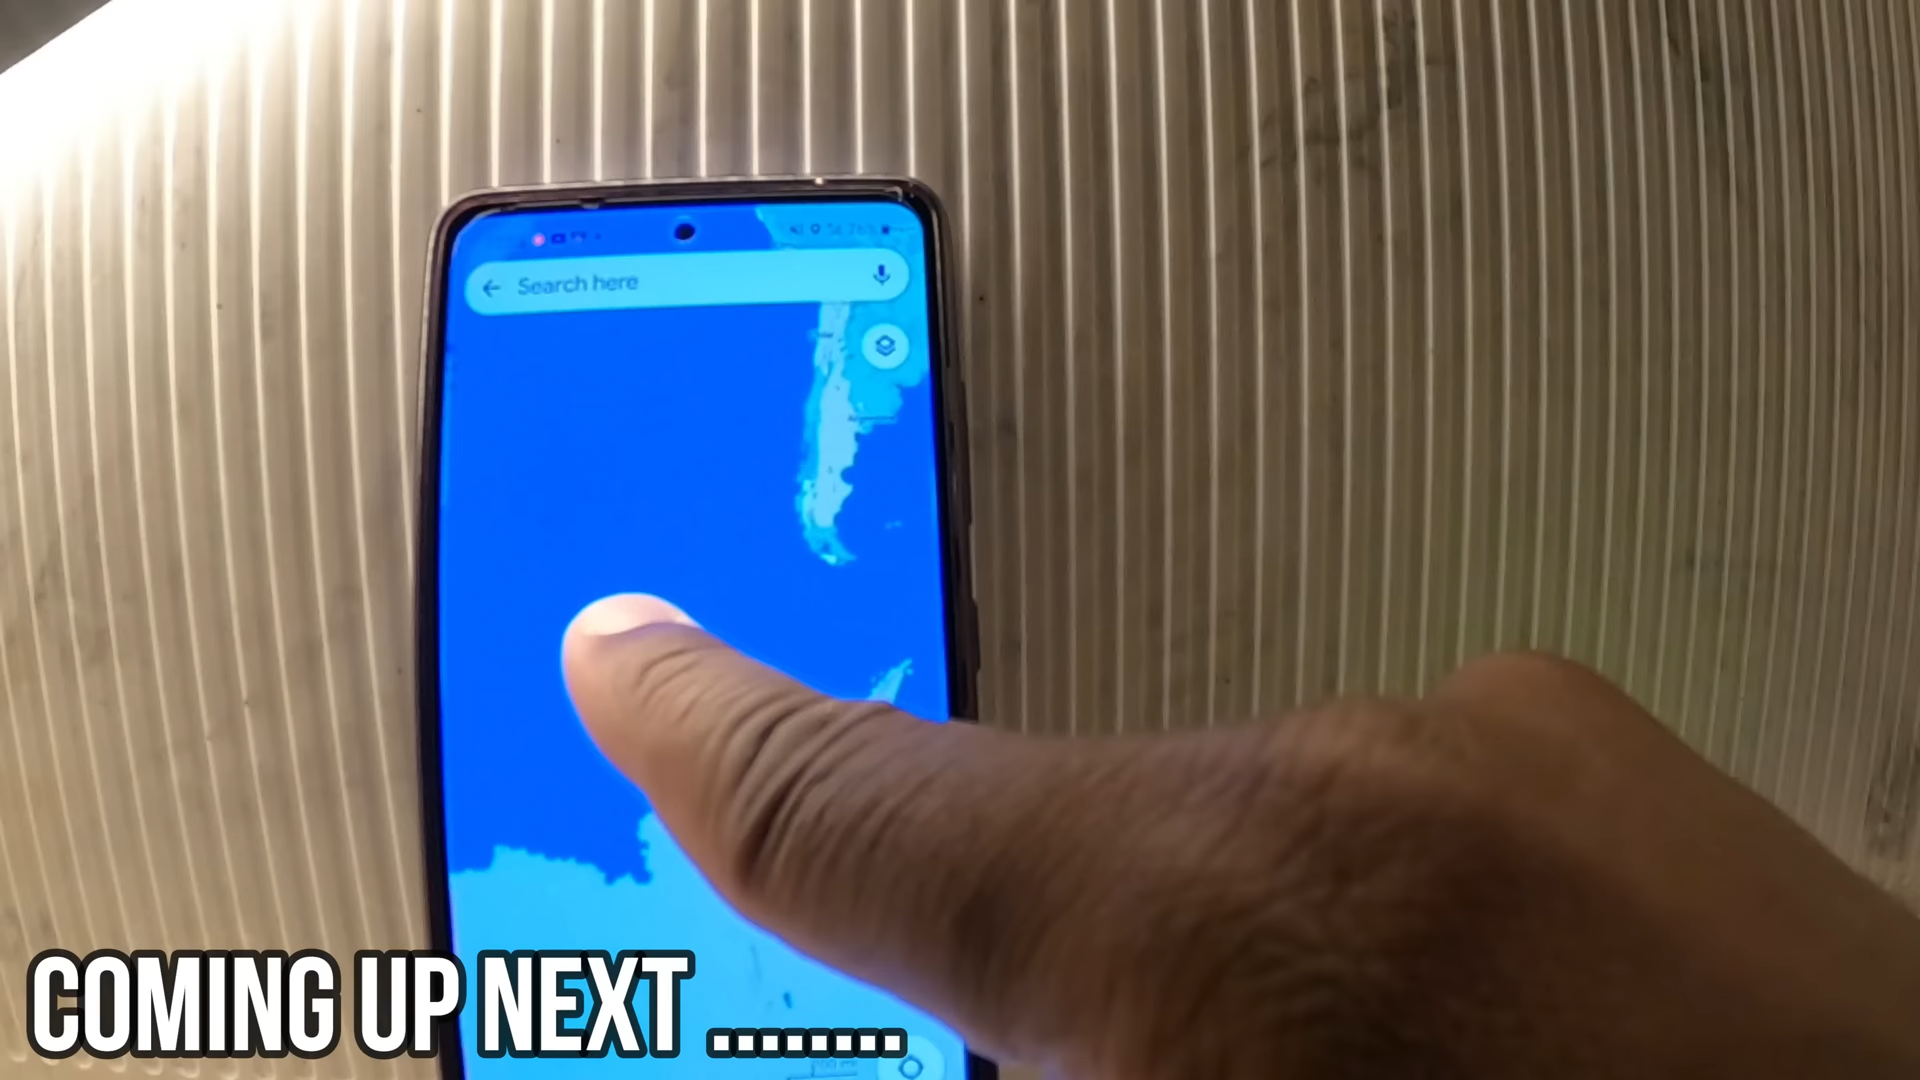 Search here
COMING UP NEXT ........